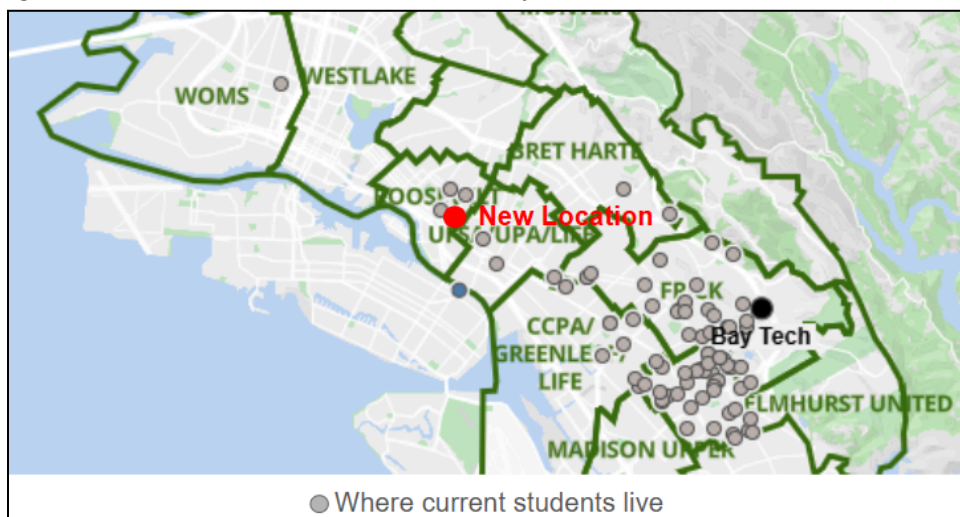 WOMS
WESTLAKE
BRET HARTE
New Location
FRICK
Bay Tech
CCPA/
GREENLEAF/
LIFE
ELMHURST UNITED
MADISON UPPER
Where current students live